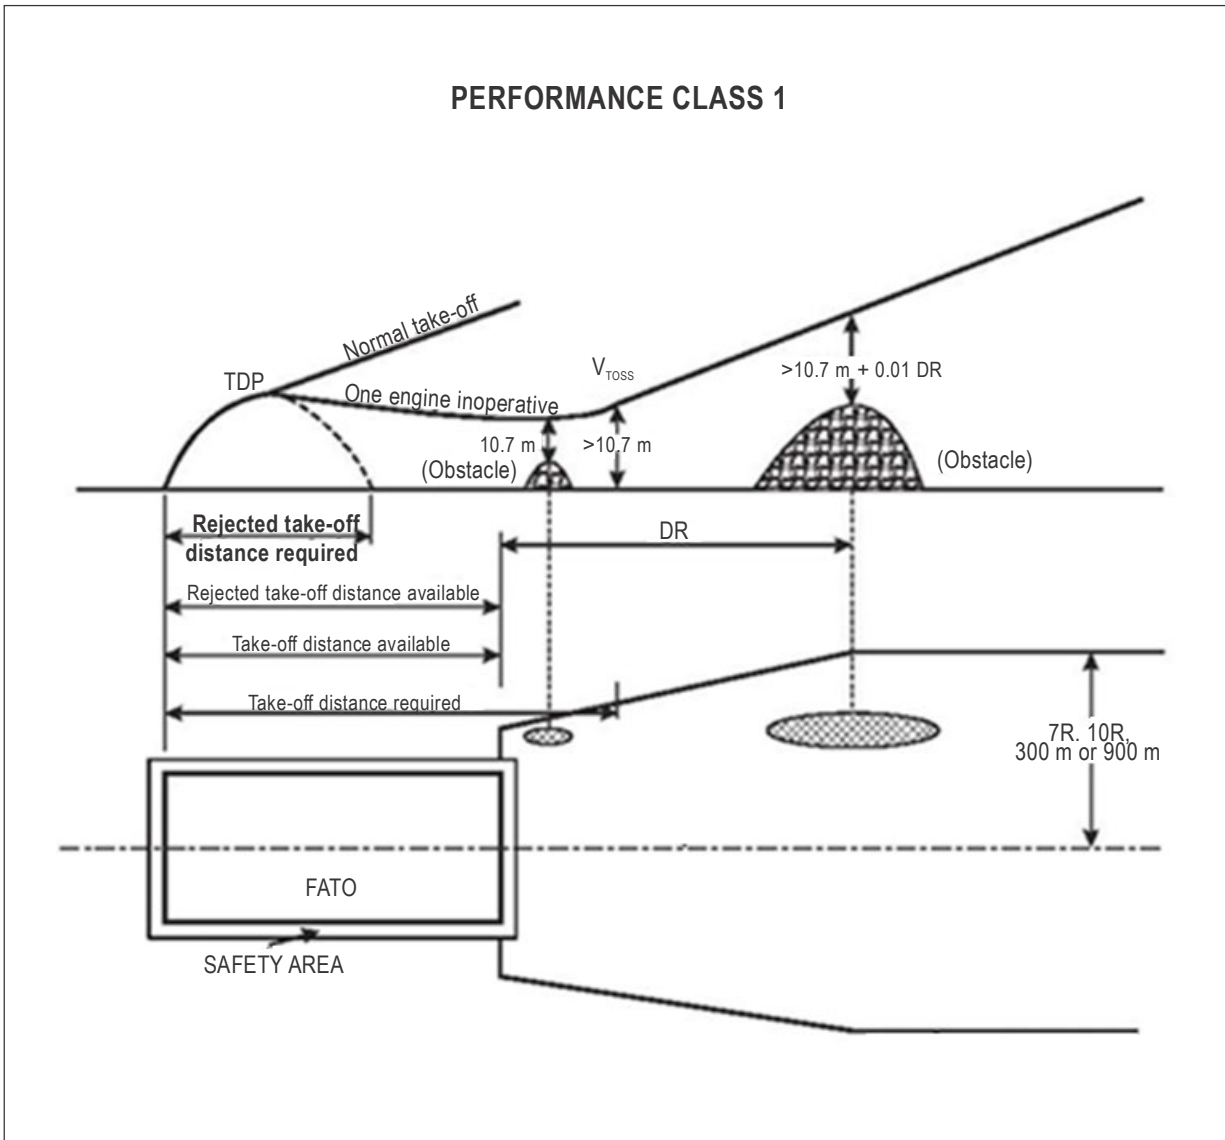 PERFORMANCE CLASS 1
Normal take-off
TDP
V_TOSS
>10.7 m + 0.01 DR
One engine inoperative
10.7 m
>10.7 m
(Obstacle)
(Obstacle)
Rejected take-off
distance required
DR
Rejected take-off distance available
Take-off distance available
Take-off distance required
7R. 10R,
300 m or 900 m
FATO
SAFETY AREA